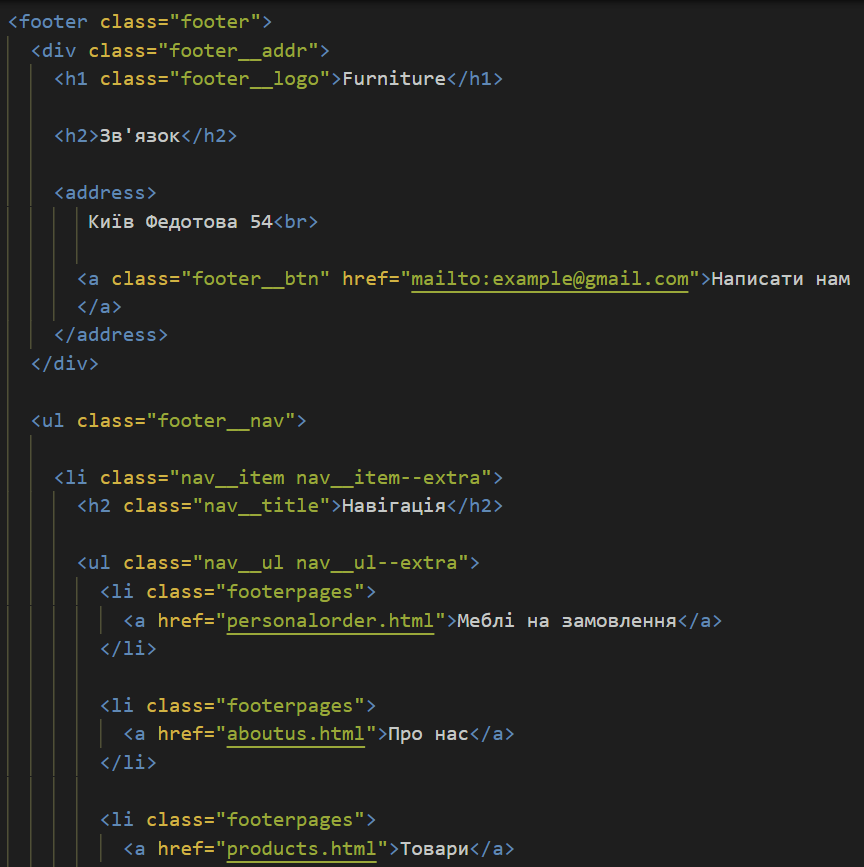 <footer class="footer">
<div class="footer__addr">
<h1 class="footer__logo">Furniture</h1>
<h2>Зв'язок</h2>
<address>
Київ Федотова 54<br>
<a class="footer__btn" href="mailto:example@gmail.com">Написати нам
</a>
</address>
</div>
<ul class="footer__nav">
<li class="nav__item nav__item--extra">
<h2 class="nav__title">Навігація</h2>
<ul class="nav__ul nav__ul--extra">
<li class="footerpages">
<a href="personalorder.html">Меблі на замовлення</a>
</li>
<li class="footerpages">
<a href="aboutus.html">Про нас</a>
</li>
<li class="footerpages">
<a href="products.html">Товари</a>